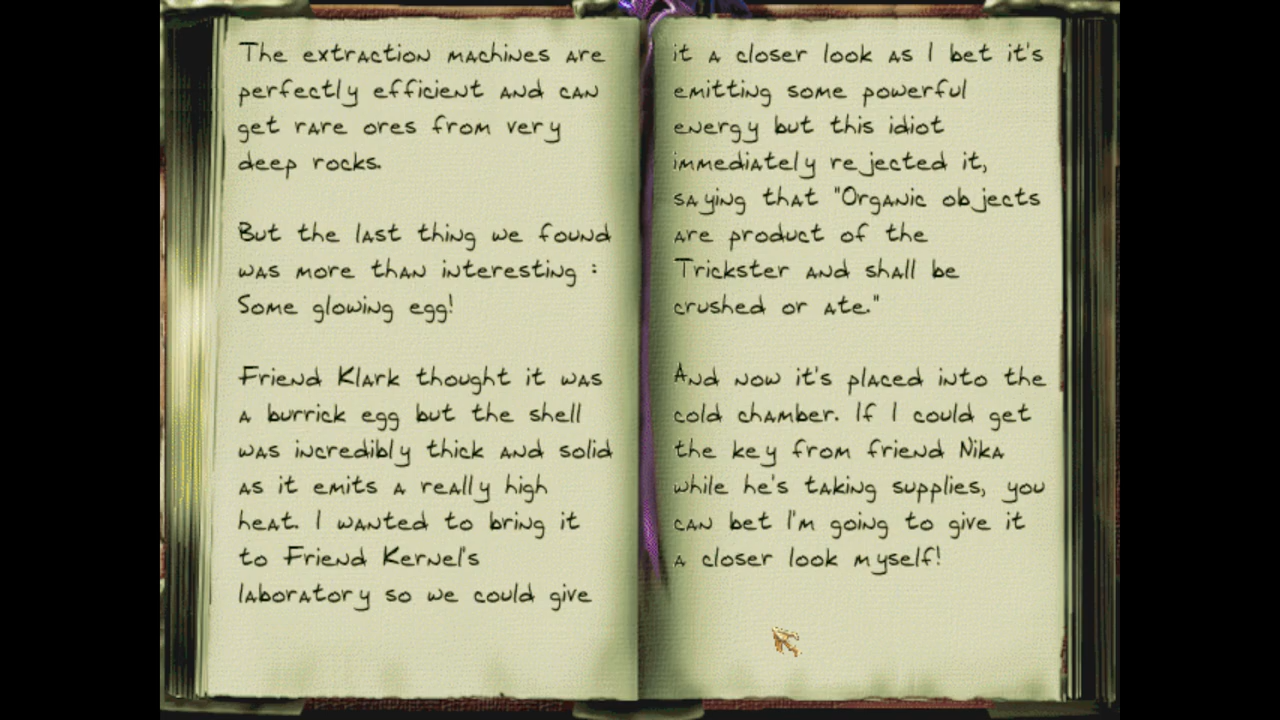 The extraction machines are
perfectly efficient and can
get rare ores from very
deep rocks.
But the last thing we found
was more than interesting :
Some glowing egg!
Friend Klark thought it was
a burrick egg but the shell
was incredibly thick and solid
as it emits a really high
heat. I wanted to bring it
to Friend Kernel's
laboratory so we could give
it a closer look as I bet it's
emitting some powerful
energy but this idiot
immediately rejected it,
saying that "Organic objects
are product of the
Trickster and shall be
crushed or ate."
And now it's placed into the
cold chamber. If I could get
the key from friend Nika
while he's taking supplies, you
can bet I'm going to give it
a closer look myself!